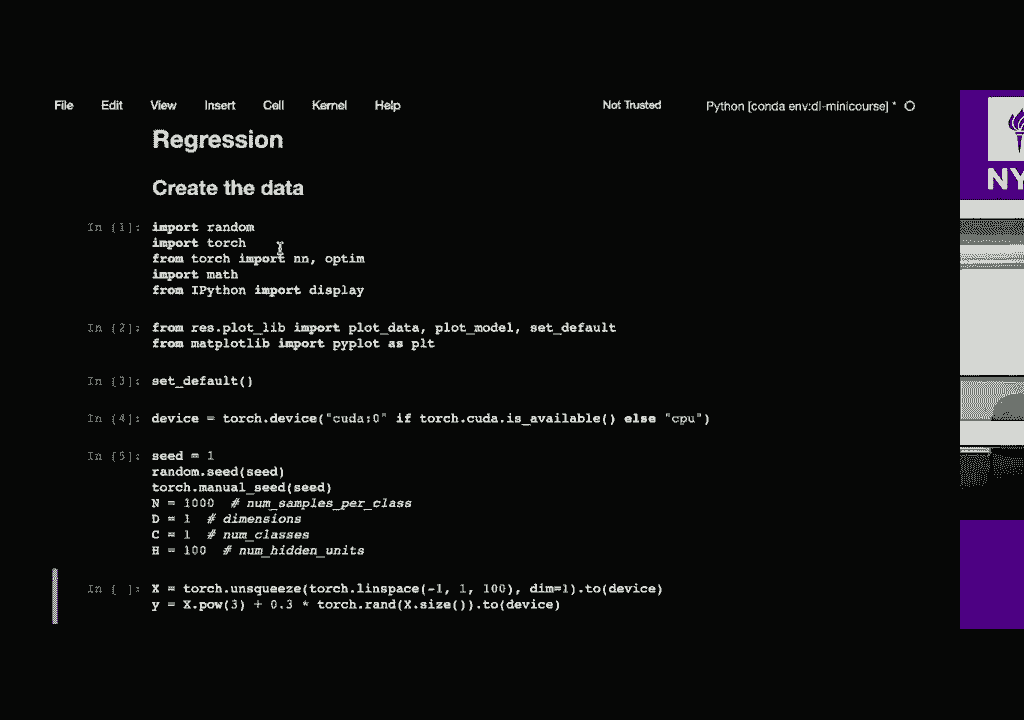 File Edit View Insert Cell Kernel Help Not Trusted Python [conda env:dl-minicourse] *
Regression
Create the data
In [1]: import random
import torch
from torch import nn, optim
import math
from IPython import display
In [2]: from res.plot_lib import plot_data, plot_model, set_default
from matplotlib import pyplot as plt
In [3]: set_default()
In [4]: device = torch.device("cuda:0" if torch.cuda.is_available() else "cpu")
In [5]: seed = 1
random.seed(seed)
torch.manual_seed(seed)
N = 1000 # num_samples_per_class
D = 1 # dimensions
C = 1 # num_classes
H = 100 # num_hidden_units
In [ ]: X = torch.unsqueeze(torch.linspace(-1, 1, 100), dim=1).to(device)
y = X.pow(3) + 0.3 * torch.rand(X.size()).to(device)
NY